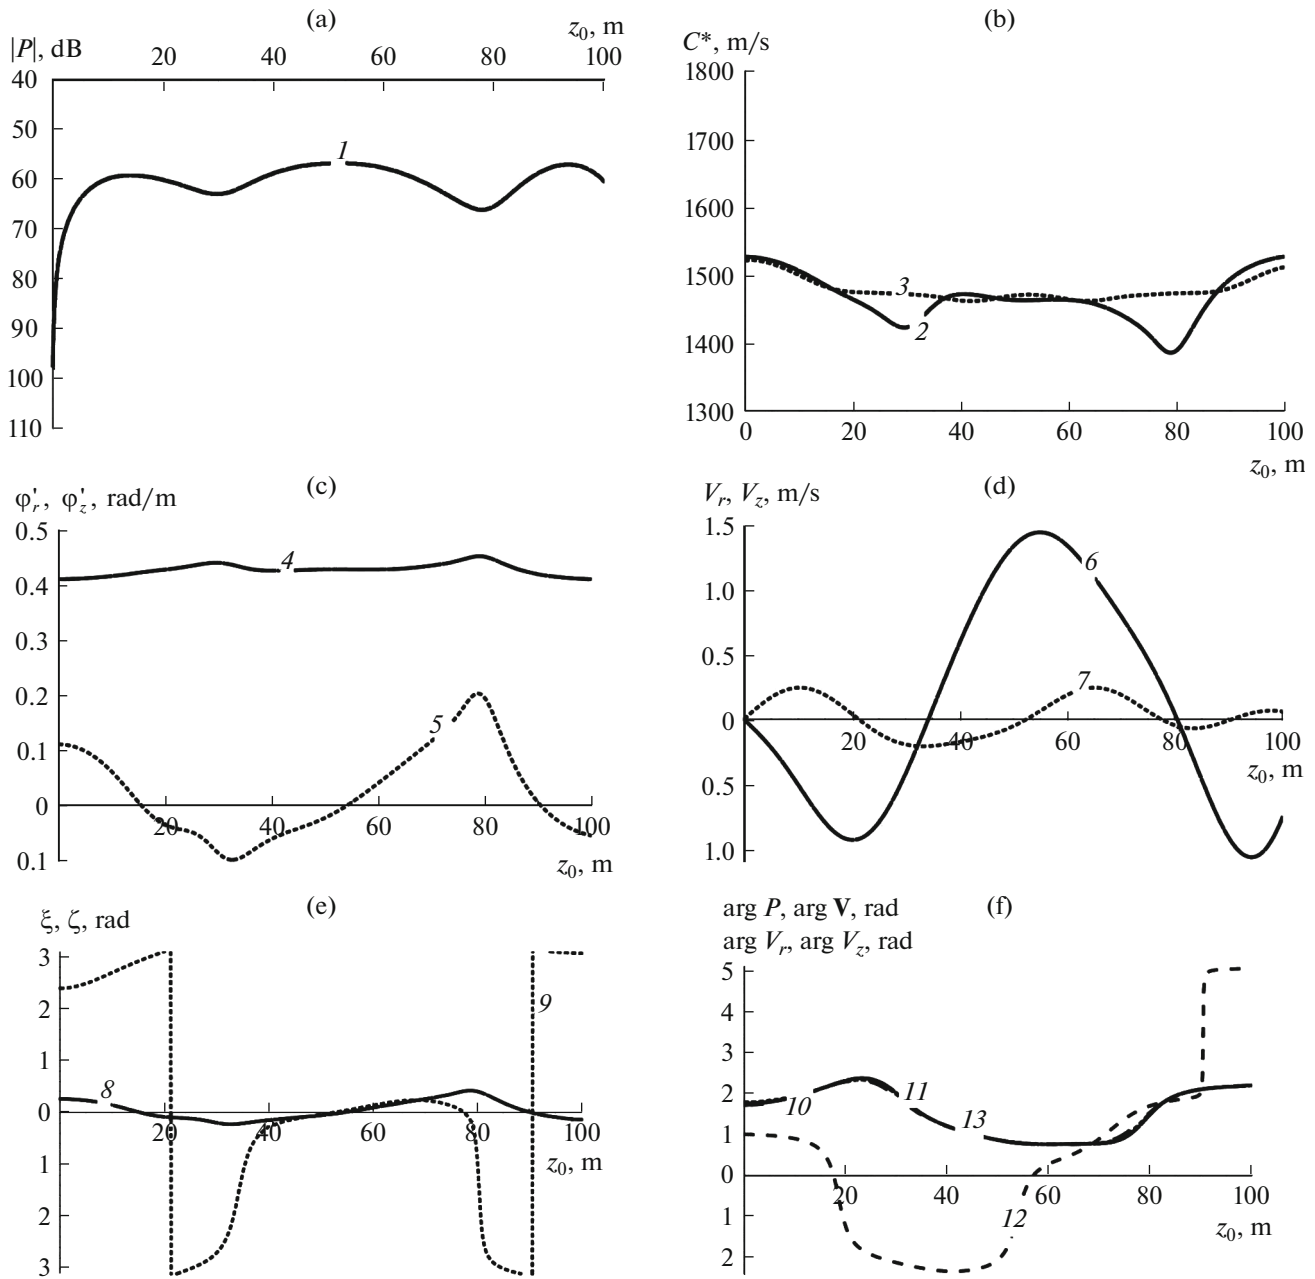 (a)
|P|, dB
z₀, m
20 40 60 80 100
40
50
60
70
80
90
100
110
1
(b)
C*, m/s
1800
1700
1600
1500
1400
1300
3
2
0 20 40 60 80 100
z₀, m
(c)
φ'ᵣ, φ'_z, rad/m
0.5
0.4
0.3
0.2
0.1
0
0.1
4
5
20 40 60 80 100
z₀, m
(d)
Vᵣ, V_z, m/s
1.5
1.0
0.5
0
0.5
1.0
6
7
20 40 60 80 100
z₀, m
(e)
ξ, ζ, rad
3
2
1
0
1
2
3
9
8
20 40 60 80 100
z₀, m
(f)
arg P, arg V, rad
arg Vᵣ, arg V_z, rad
5
4
3
2
1
0
1
2
10
11
13
12
20 40 60 80 100
z₀, m